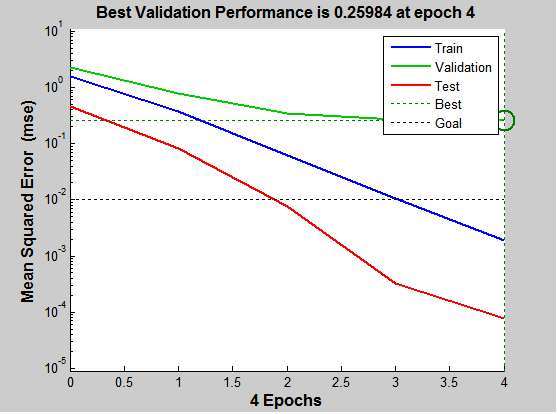 Best Validation Performance is 0.25984 at epoch 4
Mean Squared Error (mse)
10^1
10^0
10^-1
10^-2
10^-3
10^-4
10^-5
Train
Validation
Test
Best
Goal
0 0.5 1 1.5 2 2.5 3 3.5 4
4 Epochs